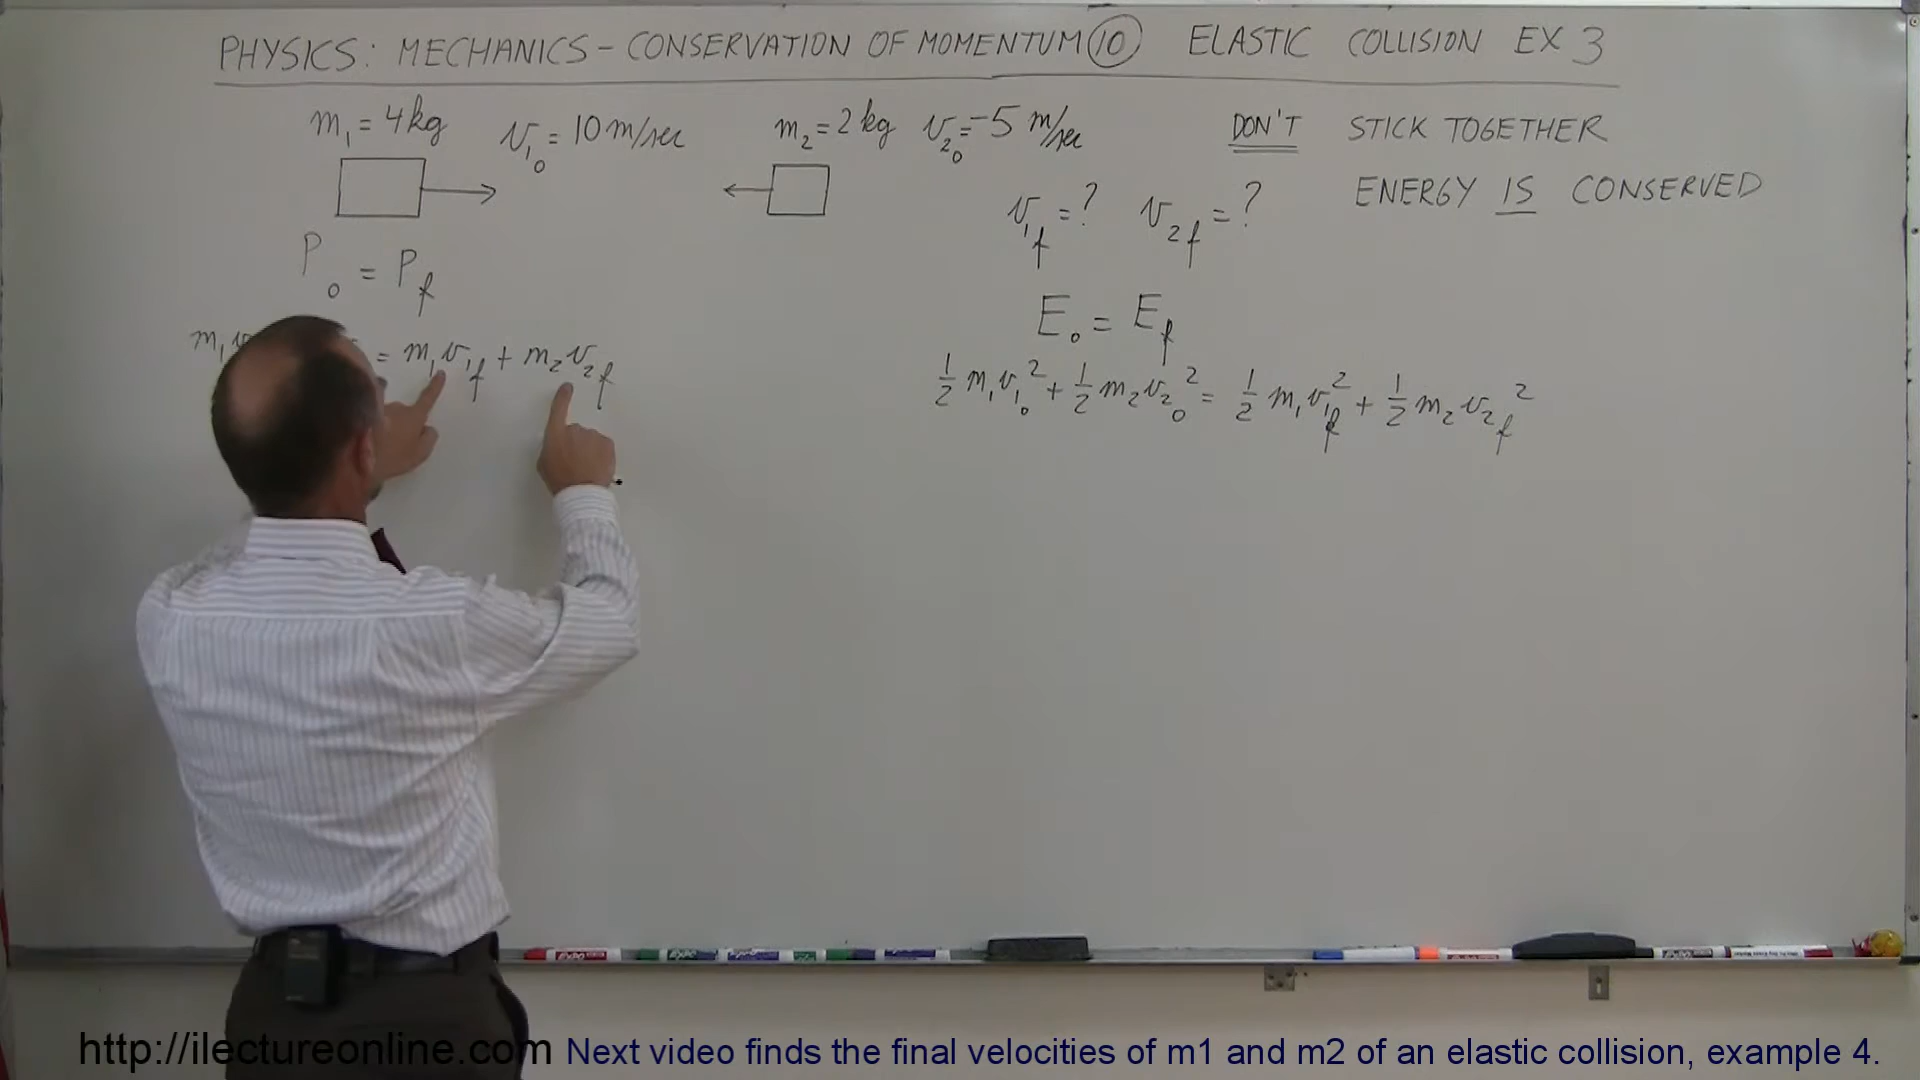 PHYSICS: MECHANICS - CONSERVATION OF MOMENTUM ⑩ ELASTIC COLLISION EX 3
m₁ = 4 kg v₁₀ = 10 m/sec m₂ = 2 kg v₂₀ = -5 m/sec DON'T STICK TOGETHER
v₁f = ? v₂f = ? ENERGY IS CONSERVED
P₀ = Pf
E₀ = Ef
m₁v = m₁v₁f + m₂v₂f
½ m₁v₁₀² + ½ m₂v₂₀² = ½ m₁v₁f² + ½ m₂v₂f²
http://ilectureonline.com Next video finds the final velocities of m1 and m2 of an elastic collision, example 4.